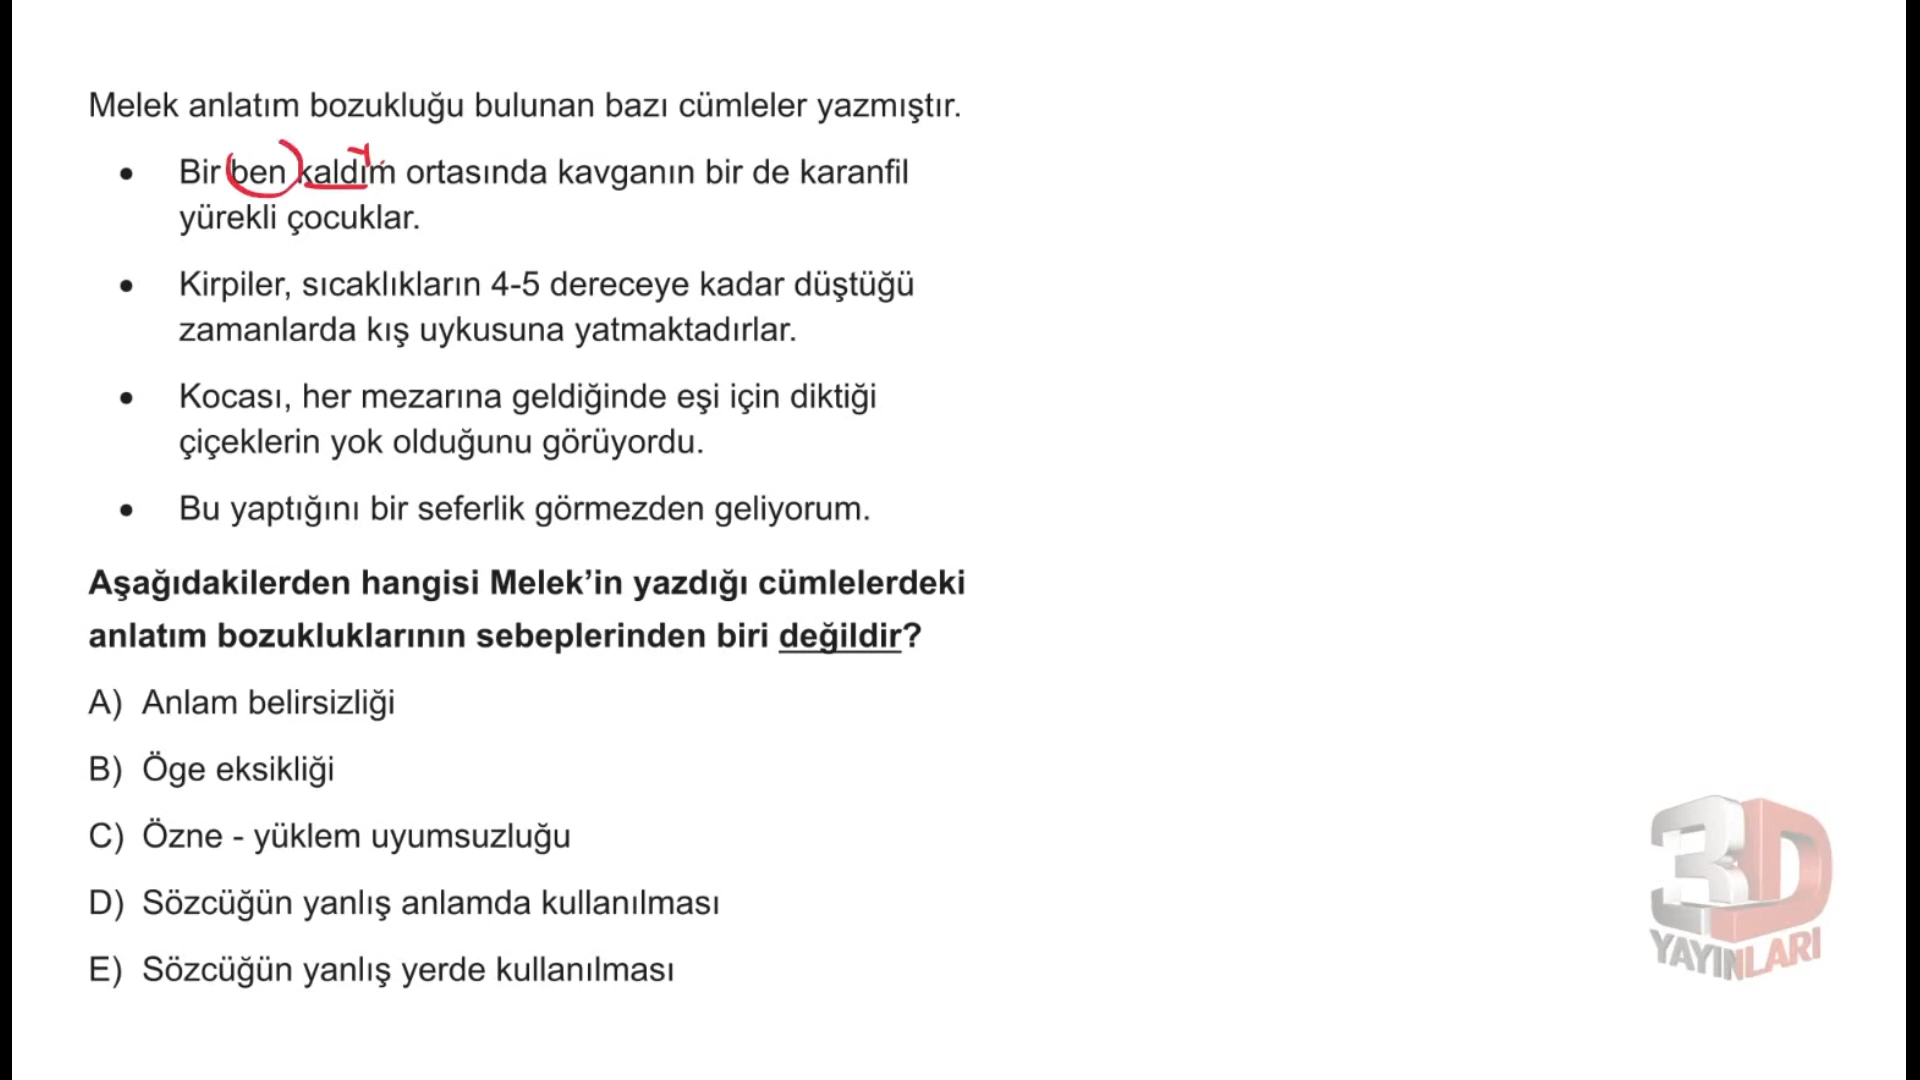 Melek anlatım bozukluğu bulunan bazı cümleler yazmıştır.
• Bir ben kaldım ortasında kavganın bir de karanfil
yürekli çocuklar.
• Kirpiler, sıcaklıkların 4-5 dereceye kadar düştüğü
zamanlarda kış uykusuna yatmaktadırlar.
• Kocası, her mezarına geldiğinde eşi için diktiği
çiçeklerin yok olduğunu görüyordu.
• Bu yaptığını bir seferlik görmezden geliyorum.
Aşağıdakilerden hangisi Melek’in yazdığı cümlelerdeki
anlatım bozukluklarının sebeplerinden biri değildir?
A) Anlam belirsizliği
B) Öge eksikliği
C) Özne - yüklem uyumsuzluğu
D) Sözcüğün yanlış anlamda kullanılması
E) Sözcüğün yanlış yerde kullanılması
3D
YAYINLARI